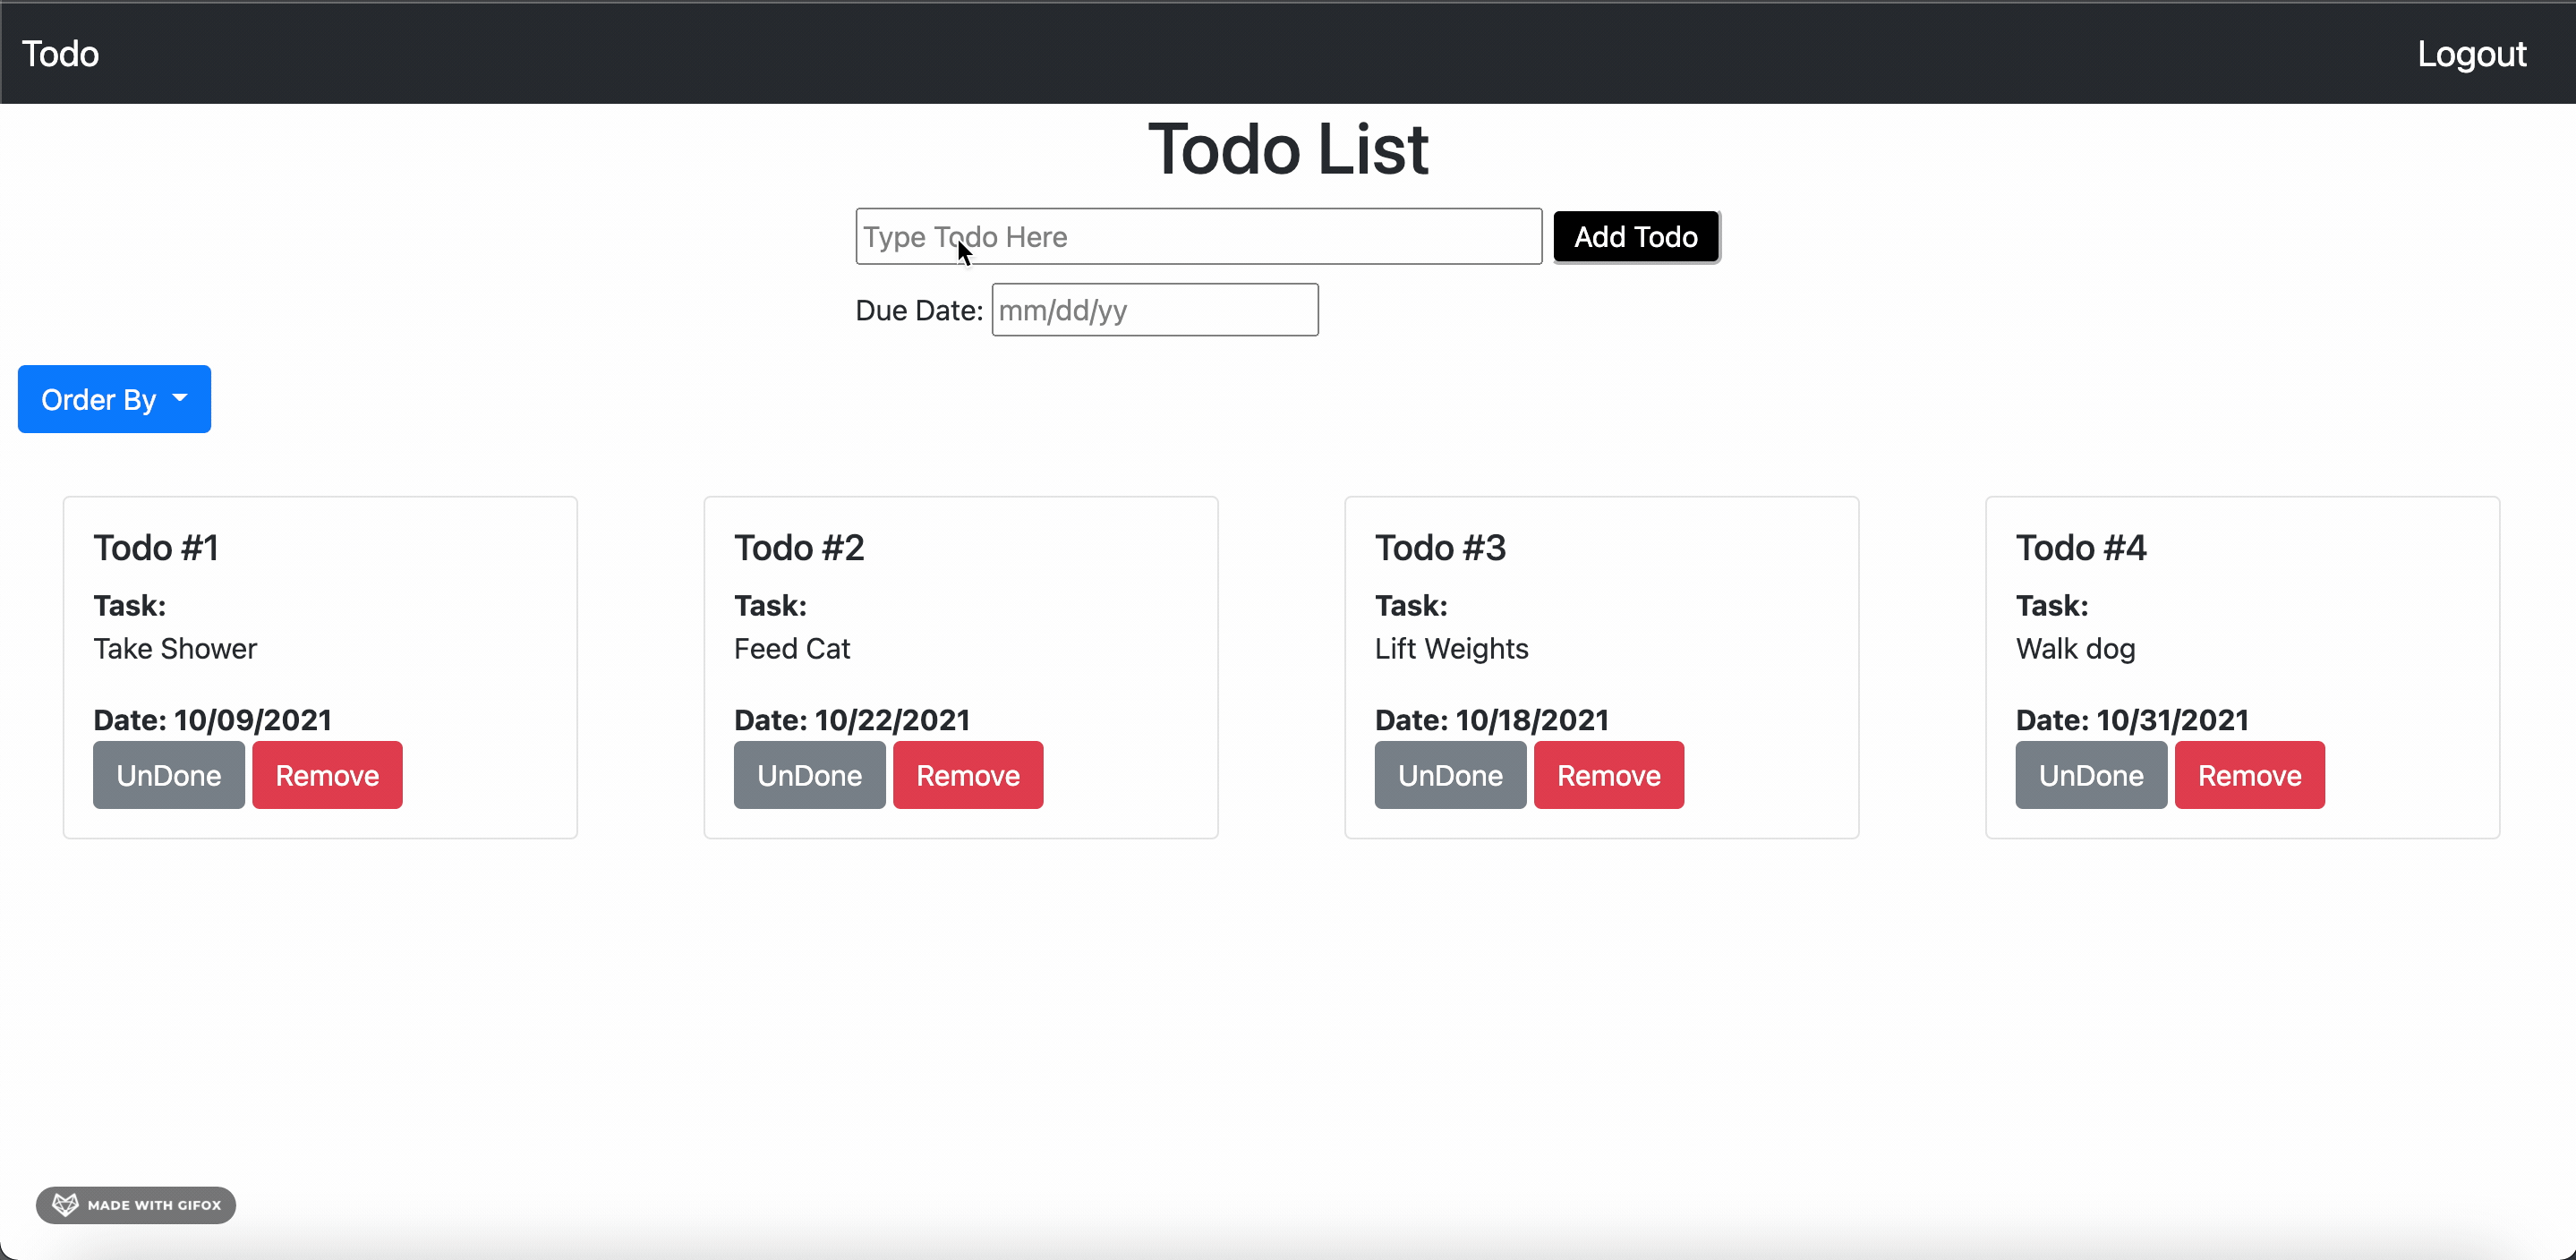 Todo
Logout
Todo List
Type Todo Here
Add Todo
Due Date: mm/dd/yy
Order By
Todo #1
Task:
Take Shower
Date: 10/09/2021
UnDone Remove
Todo #2
Task:
Feed Cat
Date: 10/22/2021
UnDone Remove
Todo #3
Task:
Lift Weights
Date: 10/18/2021
UnDone Remove
Todo #4
Task:
Walk dog
Date: 10/31/2021
UnDone Remove
MADE WITH GIFOX